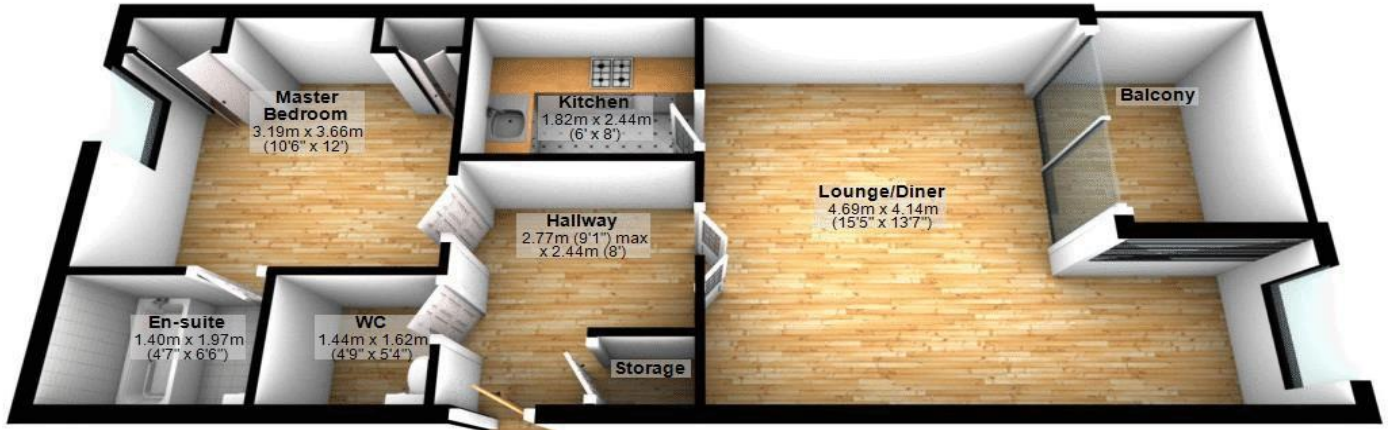 Master
Bedroom
3.19m x 3.66m
(10'6" x 12')
Kitchen
1.82m x 2.44m
(6' x 8')
Balcony
Lounge/Diner
4.69m x 4.14m
(15'5" x 13'7")
Hallway
2.77m (9'1") max
x 2.44m (8')
En-suite
1.40m x 1.97m
(4'7" x 6'6")
WC
1.44m x 1.62m
(4'9" x 5'4")
Storage